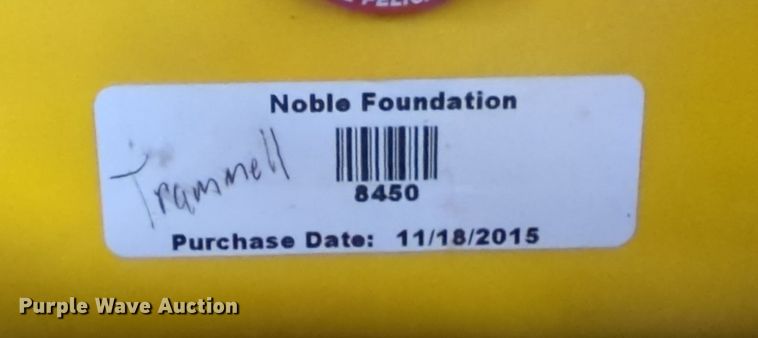 Noble Foundation
Trammell
8450
Purchase Date: 11/18/2015
Purple Wave Auction